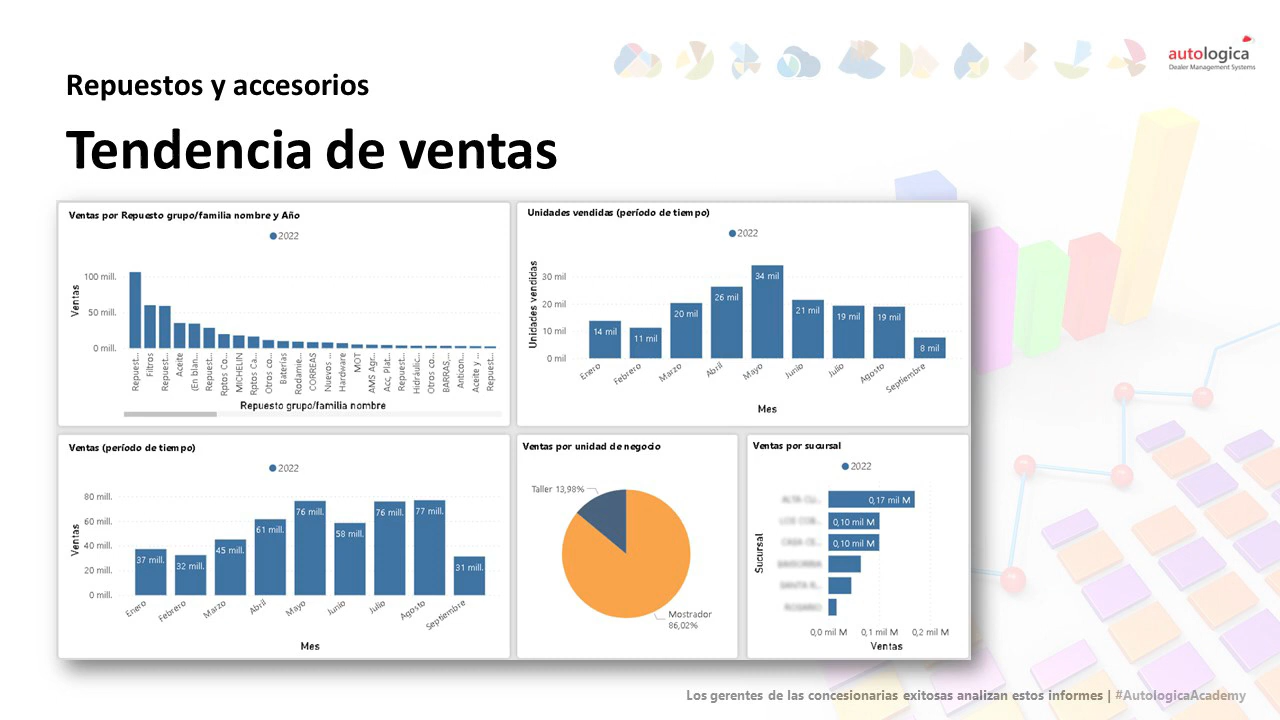 autologica
Dealer Management Systems
Repuestos y accesorios
Tendencia de ventas
Ventas por Repuesto grupo/familia nombre y Año
2022
Ventas
100 mill.
50 mill.
0 mill.
Repuest...
Filtros
Repuest...
Aceite
(En blan...
Repuest...
Rptos Co...
MICHELIN
Rptos Ca...
Otros co...
Baterías
Rodamie...
CORREAS
Nuevos ...
Hardware
MOT
AMS Agr...
Acc, Plat...
Repuest...
Hidráulic...
Otros co...
BARRAS,...
Anticon...
Aceite y ...
Repuest...
Repuesto grupo/familia nombre
Unidades vendidas (período de tiempo)
2022
Unidades vendidas
30 mil
20 mil
10 mil
0 mil
14 mil
11 mil
20 mil
26 mil
34 mil
21 mil
19 mil
19 mil
8 mil
Enero
Febrero
Marzo
Abril
Mayo
Junio
Julio
Agosto
Septiembre
Mes
Ventas (período de tiempo)
2022
Ventas
80 mill.
60 mill.
40 mill.
20 mill.
0 mill.
37 mill.
32 mill.
45 mill.
61 mill.
76 mill.
58 mill.
76 mill.
77 mill.
31 mill.
Enero
Febrero
Marzo
Abril
Mayo
Junio
Julio
Agosto
Septiembre
Mes
Ventas por unidad de negocio
Taller 13,98%
Mostrador
86,02%
Ventas por sucursal
2022
Sucursal
0,17 mil M
0,10 mil M
0,10 mil M
0,0 mil M
0,1 mil M
0,2 mil M
Ventas
Los gerentes de las concesionarias exitosas analizan estos informes | #AutologicaAcademy